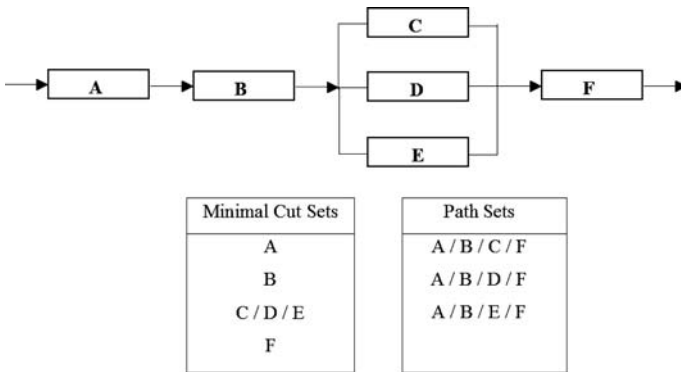 C
A
B
D
F
E
Minimal Cut Sets
A
B
C / D / E
F
Path Sets
A / B / C / F
A / B / D / F
A / B / E / F